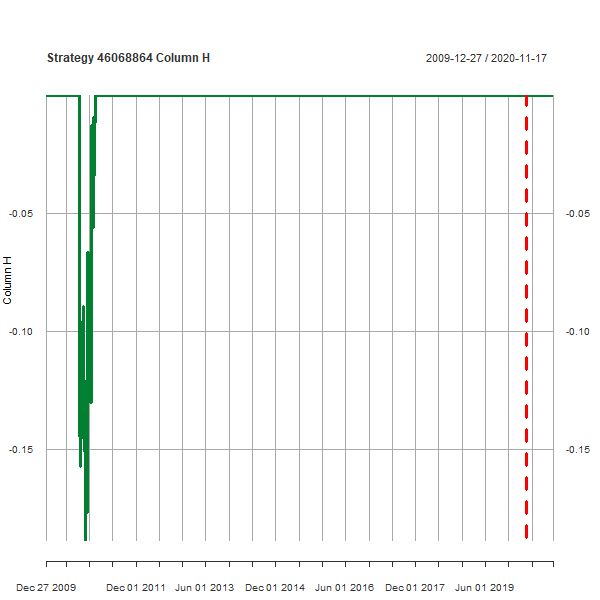 Strategy 46068864 Column H
2009-12-27 / 2020-11-17
-0.05
-0.05
Column H
-0.10
-0.10
-0.15
-0.15
Dec 27 2009
Dec 01 2011
Jun 01 2013
Dec 01 2014
Jun 01 2016
Dec 01 2017
Jun 01 2019